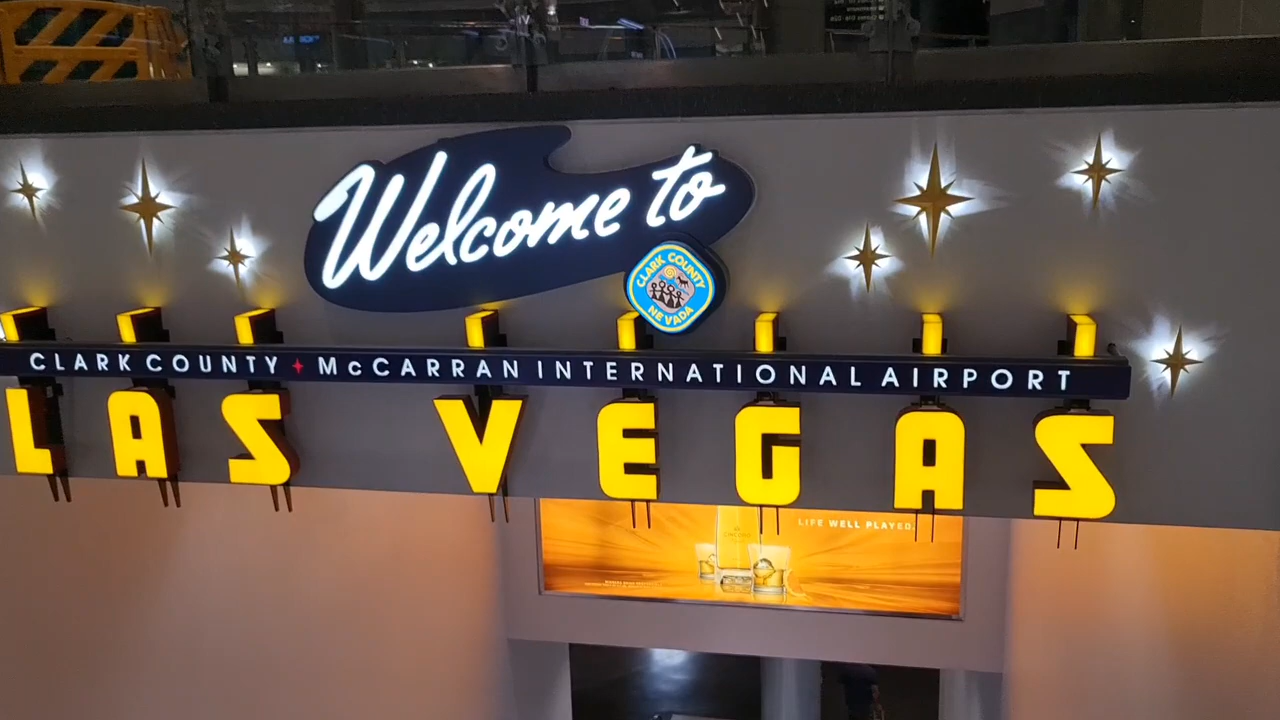 Welcome to
CLARK COUNTY
NEVADA
CLARK COUNTY McCARRAN INTERNATIONAL AIRPORT
LAS VEGAS
LIFE WELL PLAYED.